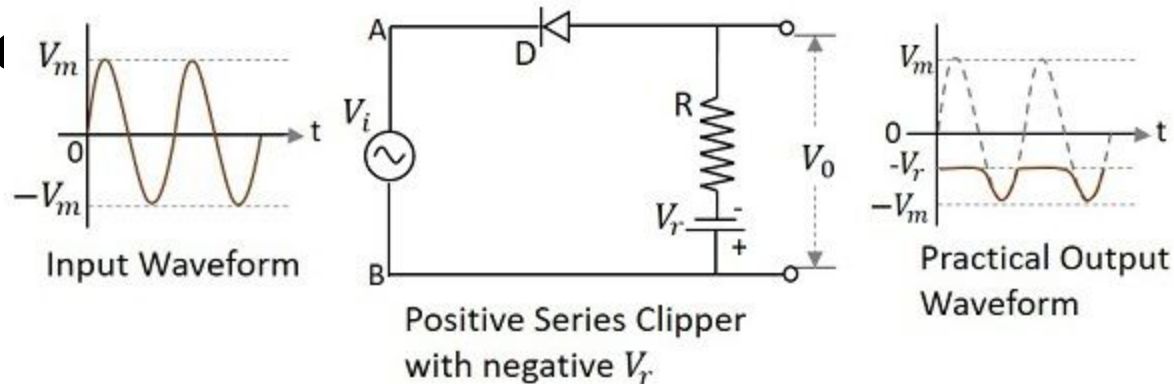 V_m
0
t
−V_m
Input Waveform
A
D
V_i
R
V_0
V_r
-
+
B
Positive Series Clipper
with negative V_r
V_m
0
t
-V_r
−V_m
Practical Output
Waveform